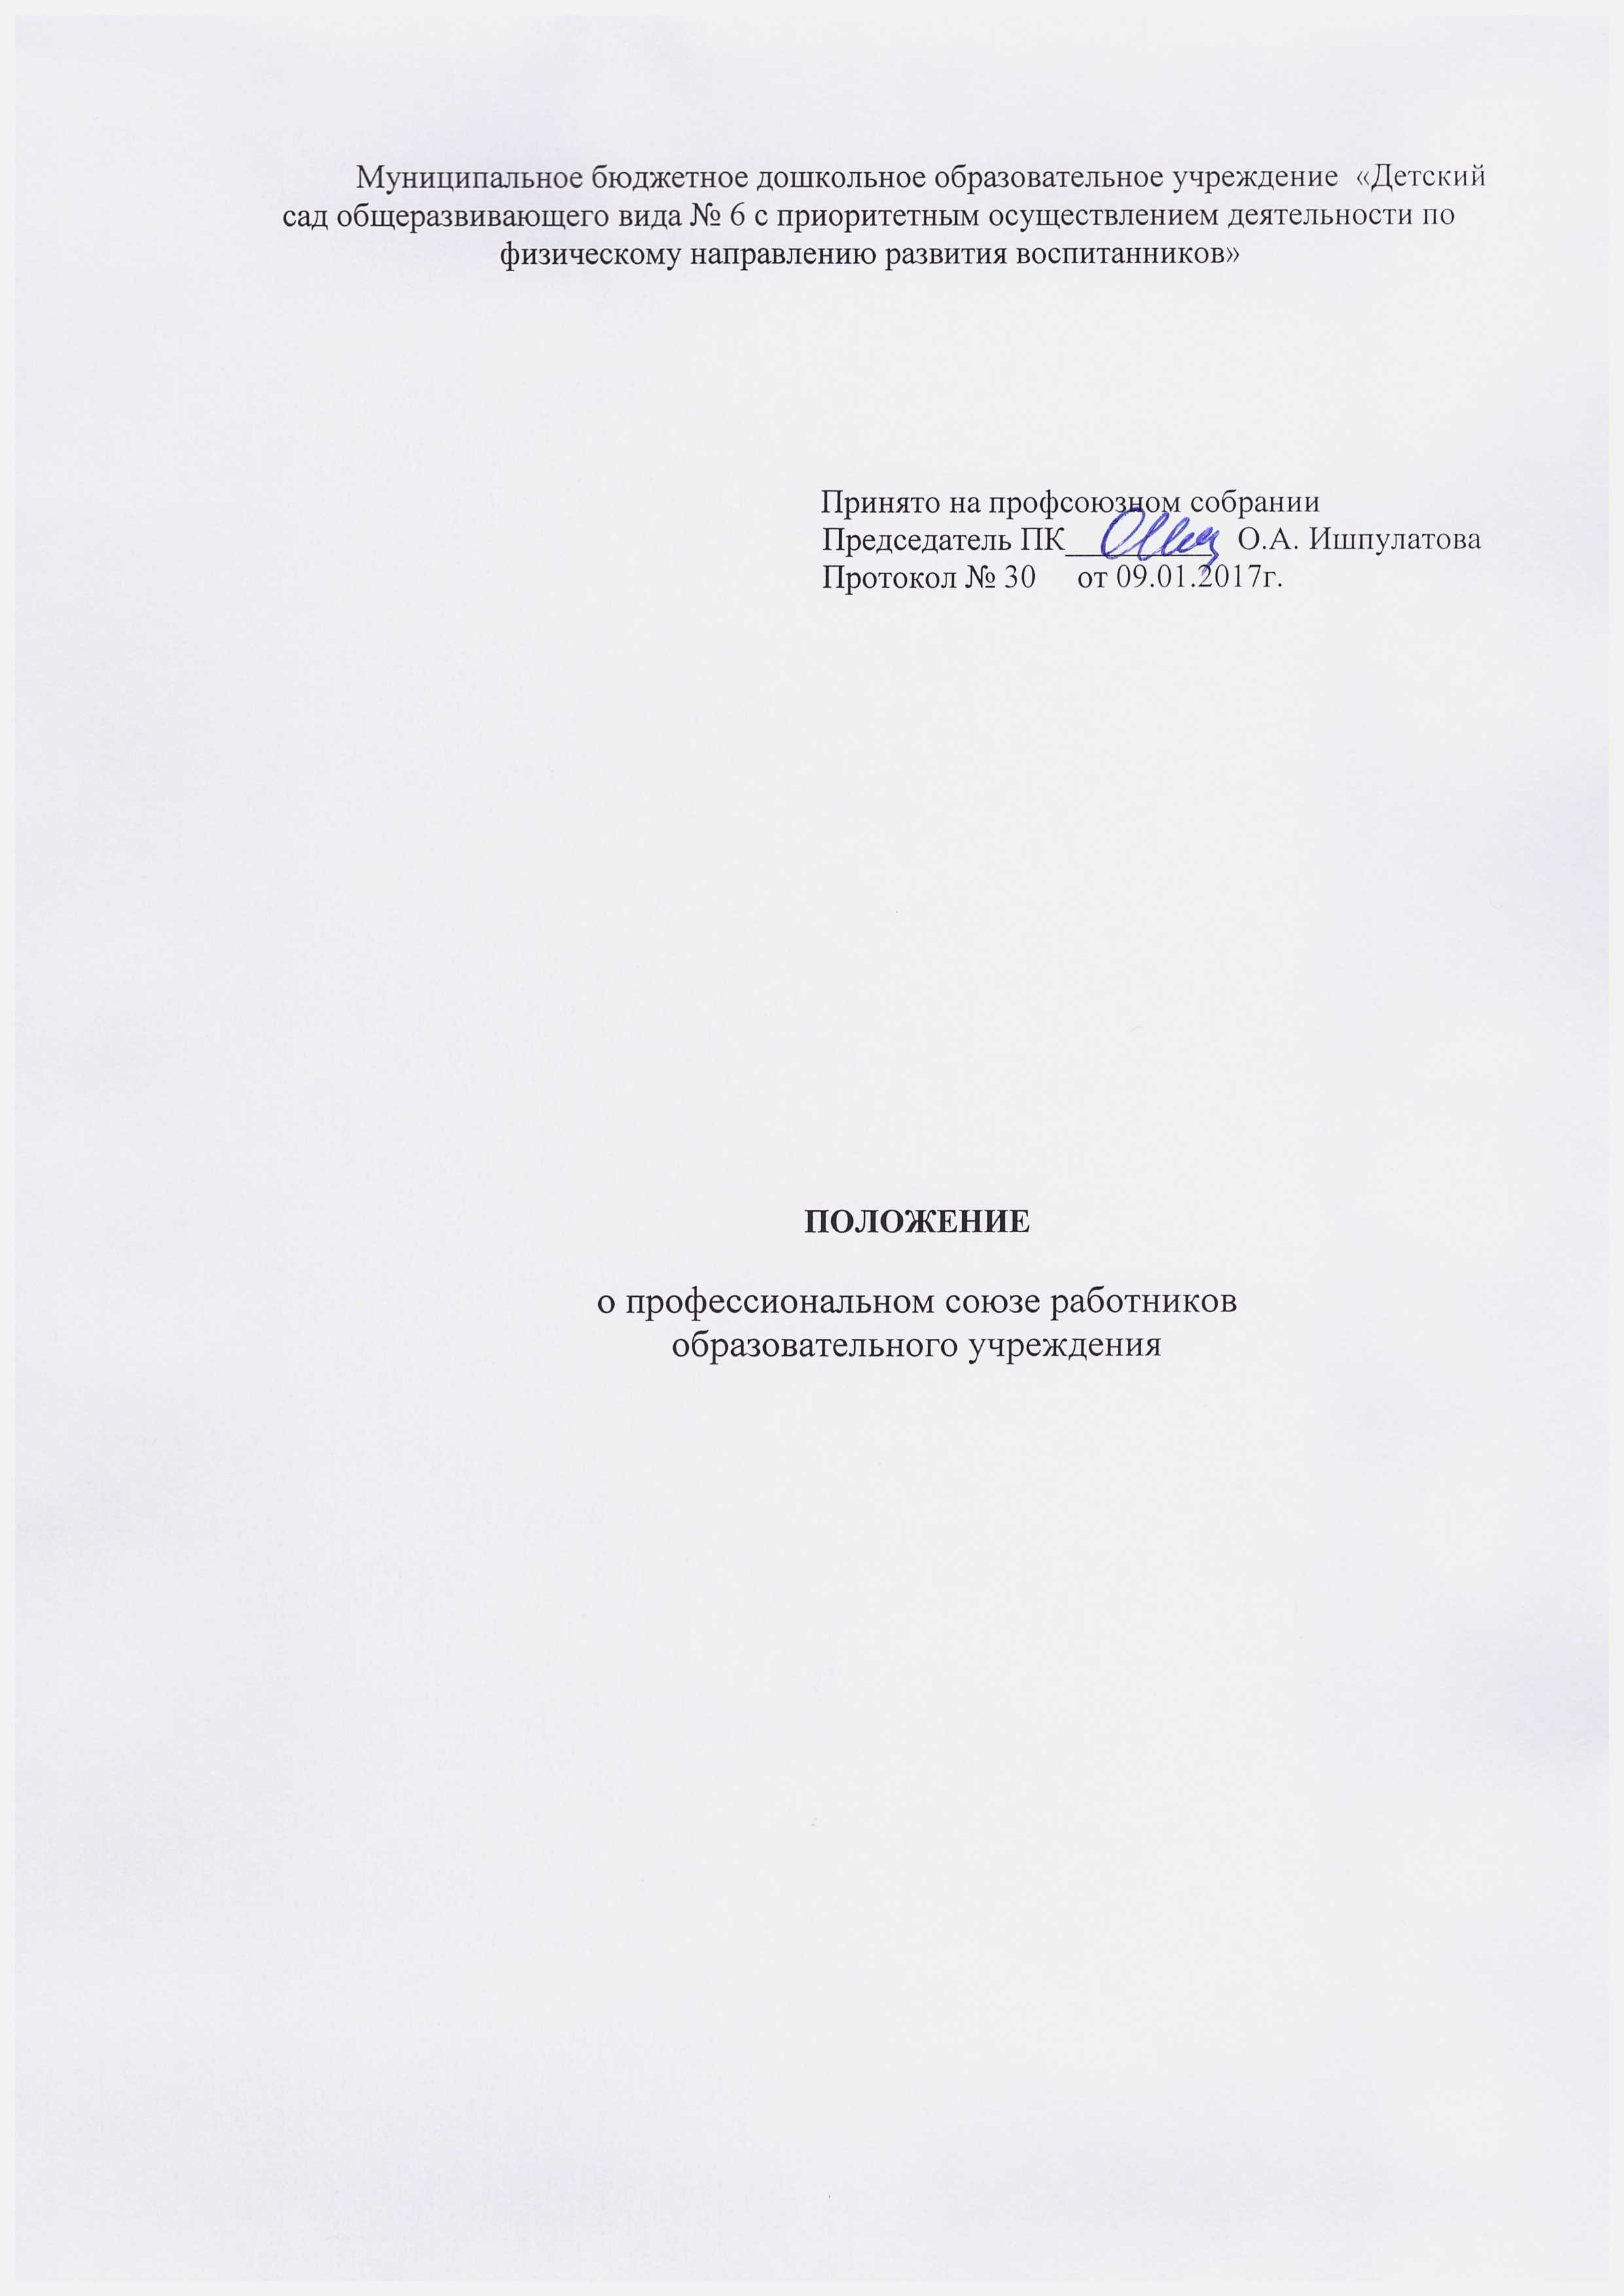 Муниципальное бюджетное дошкольное образовательное учреждение «Детский
сад общеразвивающего вида № 6 с приоритетным осуществлением деятельности по
физическому направлению развития воспитанников»
Принято на профсоюзном собрании
Председатель ПК_________ О.А. Ишпулатова
Протокол № 30 от 09.01.2017г.
ПОЛОЖЕНИЕ
о профессиональном союзе работников
образовательного учреждения